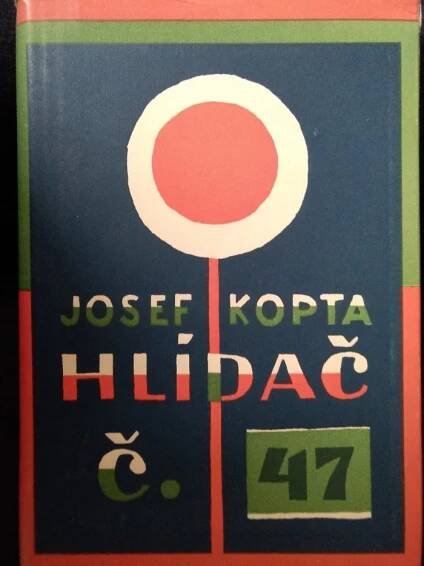 JOSEF KOPTA
HLÍDAČ
Č. 47